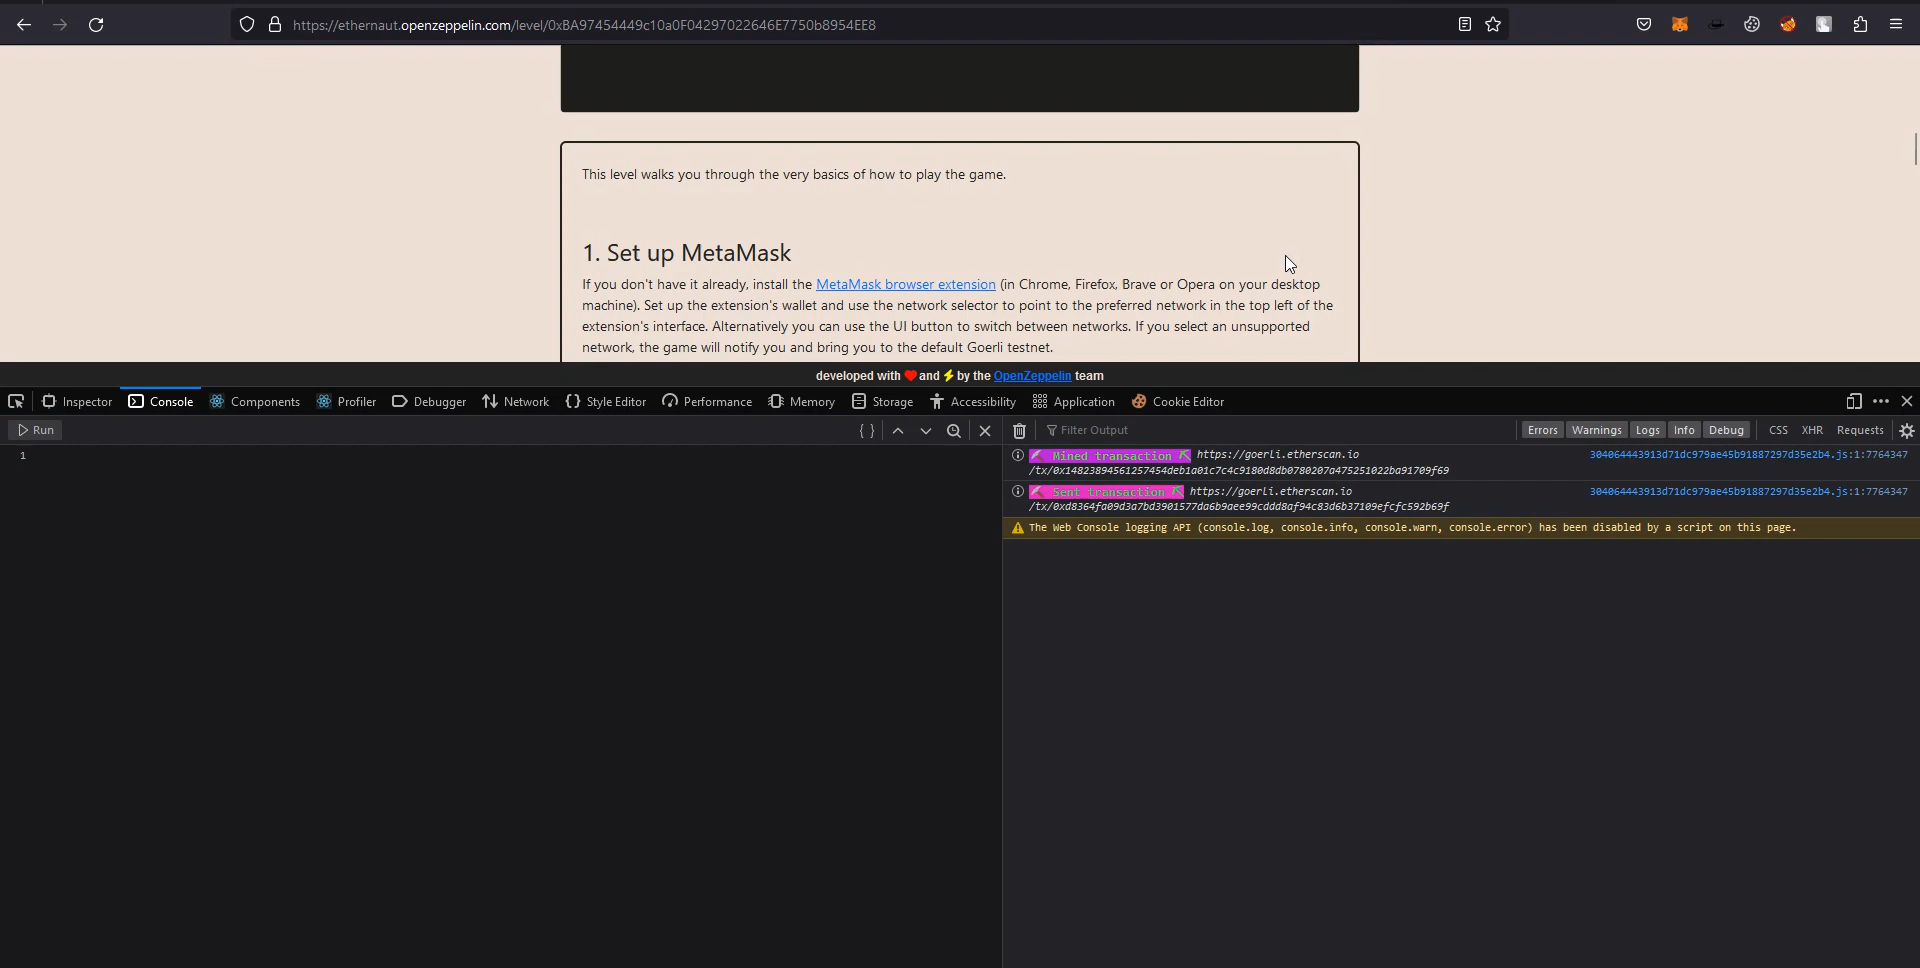 https://ethernaut.openzeppelin.com/level/0xBA97454449c10a0F04297022646E7750b8954EE8
This level walks you through the very basics of how to play the game.
1. Set up MetaMask
If you don't have it already, install the MetaMask browser extension (in Chrome, Firefox, Brave or Opera on your desktop
machine). Set up the extension's wallet and use the network selector to point to the preferred network in the top left of the
extension's interface. Alternatively you can use the UI button to switch between networks. If you select an unsupported
network, the game will notify you and bring you to the default Goerli testnet.
developed with ❤️ and ⚡ by the OpenZeppelin team
Inspector Console Components Profiler Debugger Network Style Editor Performance Memory Storage Accessibility Application Cookie Editor
Run
Filter Output Errors Warnings Logs Info Debug CSS XHR Requests
1
Mined transaction https://goerli.etherscan.io 304064443913d71dc979ae45b91887297d35e2b4.js:1:7764347
/tx/0x14823894561257454deb1a01c7c4c9180d8db0780207a475251022ba91709f69
Sent transaction https://goerli.etherscan.io 304064443913d71dc979ae45b91887297d35e2b4.js:1:7764347
/tx/0xd8364fa09d3a7bd3901577da6b9aee99cddd8af94c83d6b37109efcfc592b69f
The Web Console logging API (console.log, console.info, console.warn, console.error) has been disabled by a script on this page.